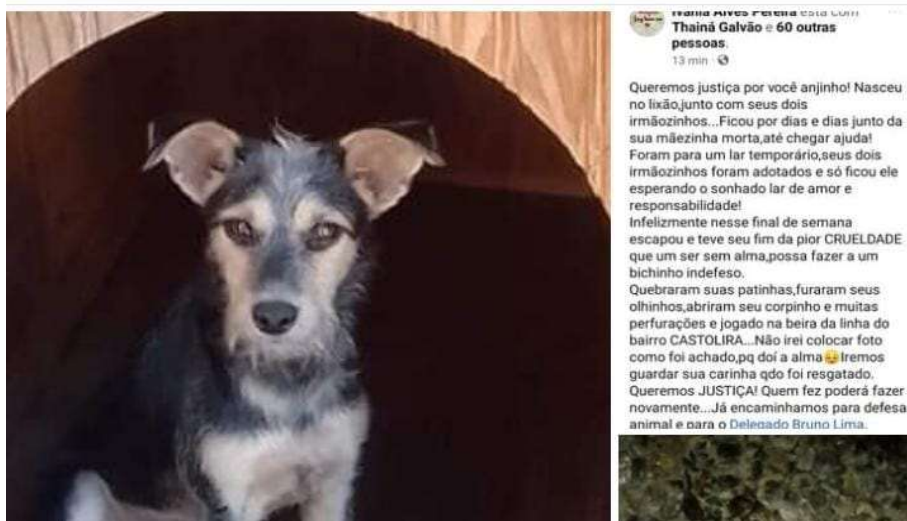 Ivania Alves Pereira está com
Thainá Galvão e 60 outras
pessoas.
13 min
Queremos justiça por você anjinho! Nasceu
no lixão,junto com seus dois
irmãozinhos...Ficou por dias e dias junto da
sua mãezinha morta,até chegar ajuda!
Foram para um lar temporário,seus dois
irmãozinhos foram adotados e só ficou ele
esperando o sonhado lar de amor e
responsabilidade!
Infelizmente nesse final de semana
escapou e teve seu fim da pior CRUELDADE
que um ser sem alma,possa fazer a um
bichinho indefeso.
Quebraram suas patinhas,furaram seus
olhinhos,abriram seu corpinho e muitas
perfurações e jogado na beira da linha do
bairro CASTOLIRA...Não irei colocar foto
como foi achado,pq doí a alma😔Iremos
guardar sua carinha qdo foi resgatado.
Queremos JUSTIÇA! Quem fez poderá fazer
novamente...Já encaminhamos para defesa
animal e para o Delegado Bruno Lima.